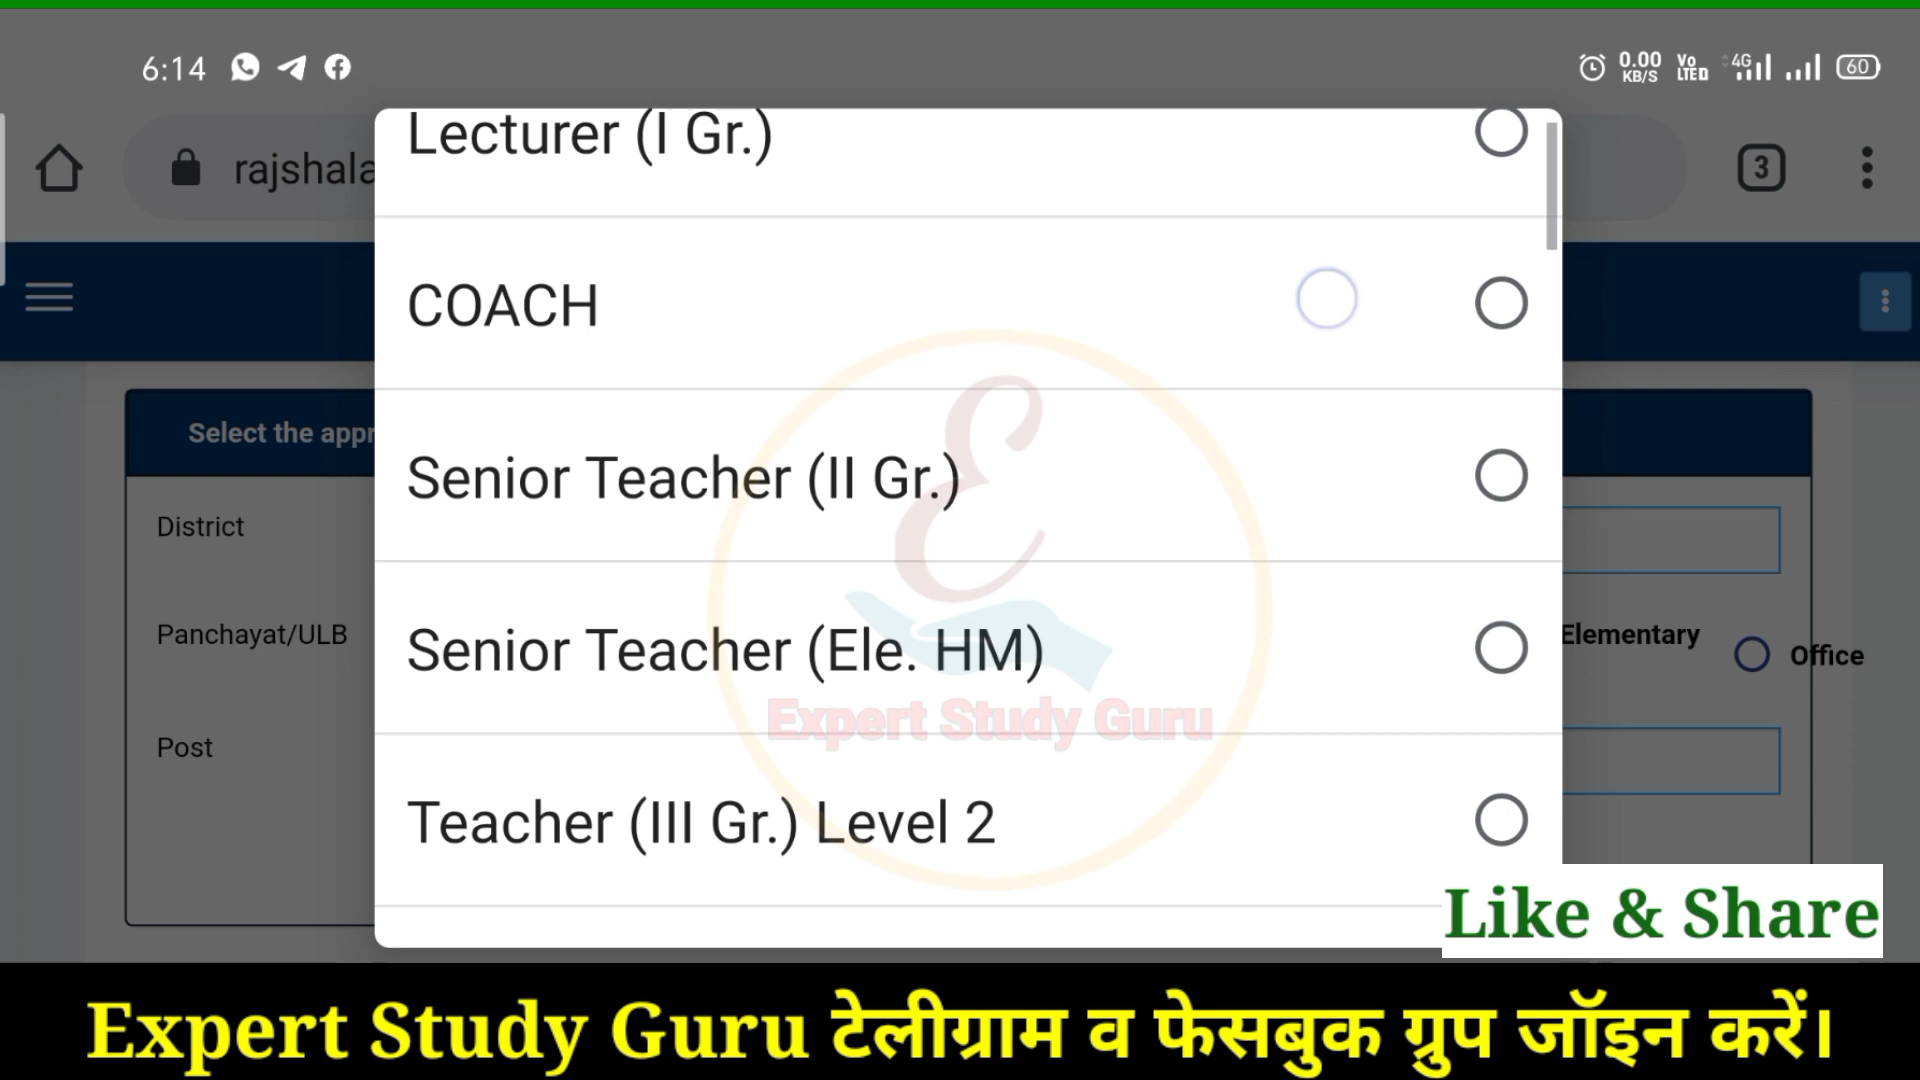 6:14
0.00 KB/S
Vo LTE
4G
60
Lecturer (I Gr.)
rajshala
3
COACH
Select the appr
Senior Teacher (II Gr.)
District
Panchayat/ULB
Senior Teacher (Ele. HM)
Elementary
Office
Expert Study Guru
Post
Teacher (III Gr.) Level 2
Like & Share
Expert Study Guru टेलीग्राम व फेसबुक ग्रुप जॉइन करें।